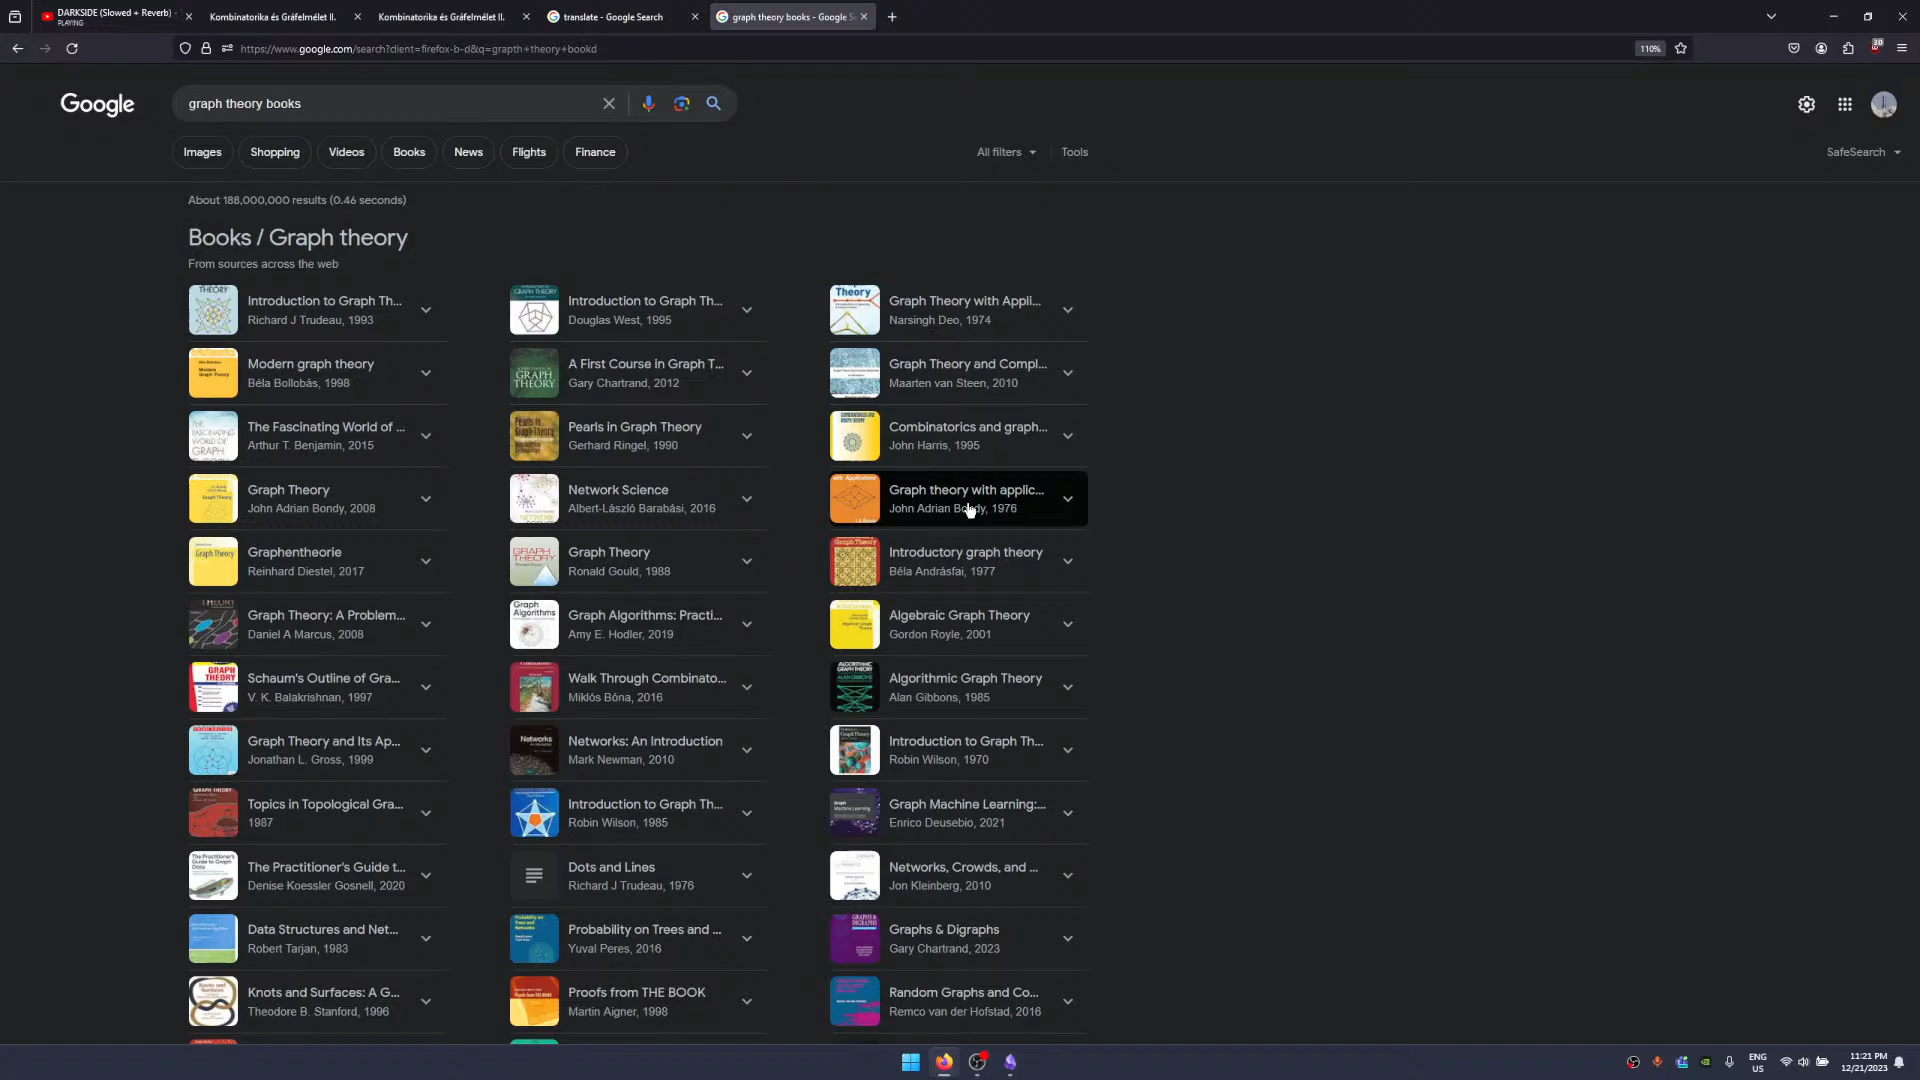 DARKSIDE (Slowed + Reverb) -
PLAYING
Kombinatorika és Gráfelmélet II.
Kombinatorika és Gráfelmélet II.
translate - Google Search
graph theory books - Google S
https://www.google.com/search?client=firefox-b-d&q=grapth+theory+bookd
110%
30
Google
graph theory books
Images
Shopping
Videos
Books
News
Flights
Finance
All filters
Tools
SafeSearch
About 188,000,000 results (0.46 seconds)
Books / Graph theory
From sources across the web
Introduction to Graph Th...
Richard J Trudeau, 1993
Introduction to Graph Th...
Douglas West, 1995
Graph Theory with Appli...
Narsingh Deo, 1974
Modern graph theory
Béla Bollobás, 1998
A First Course in Graph T...
Gary Chartrand, 2012
Graph Theory and Compl...
Maarten van Steen, 2010
The Fascinating World of ...
Arthur T. Benjamin, 2015
Pearls in Graph Theory
Gerhard Ringel, 1990
Combinatorics and graph...
John Harris, 1995
Graph Theory
John Adrian Bondy, 2008
Network Science
Albert-László Barabási, 2016
Graph theory with applic...
John Adrian Bondy, 1976
Graphentheorie
Reinhard Diestel, 2017
Graph Theory
Ronald Gould, 1988
Introductory graph theory
Béla Andrásfai, 1977
Graph Theory: A Problem...
Daniel A Marcus, 2008
Graph Algorithms: Practi...
Amy E. Hodler, 2019
Algebraic Graph Theory
Gordon Royle, 2001
Schaum's Outline of Gra...
V. K. Balakrishnan, 1997
Walk Through Combinato...
Miklós Bóna, 2016
Algorithmic Graph Theory
Alan Gibbons, 1985
Graph Theory and Its Ap...
Jonathan L. Gross, 1999
Networks: An Introduction
Mark Newman, 2010
Introduction to Graph Th...
Robin Wilson, 1970
Topics in Topological Gra...
1987
Introduction to Graph Th...
Robin Wilson, 1985
Graph Machine Learning:...
Enrico Deusebio, 2021
The Practitioner's Guide t...
Denise Koessler Gosnell, 2020
Dots and Lines
Richard J Trudeau, 1976
Networks, Crowds, and ...
Jon Kleinberg, 2010
Data Structures and Net...
Robert Tarjan, 1983
Probability on Trees and ...
Yuval Peres, 2016
Graphs & Digraphs
Gary Chartrand, 2023
Knots and Surfaces: A G...
Theodore B. Stanford, 1996
Proofs from THE BOOK
Martin Aigner, 1998
Random Graphs and Co...
Remco van der Hofstad, 2016
ENG
US
11:21 PM
12/21/2023